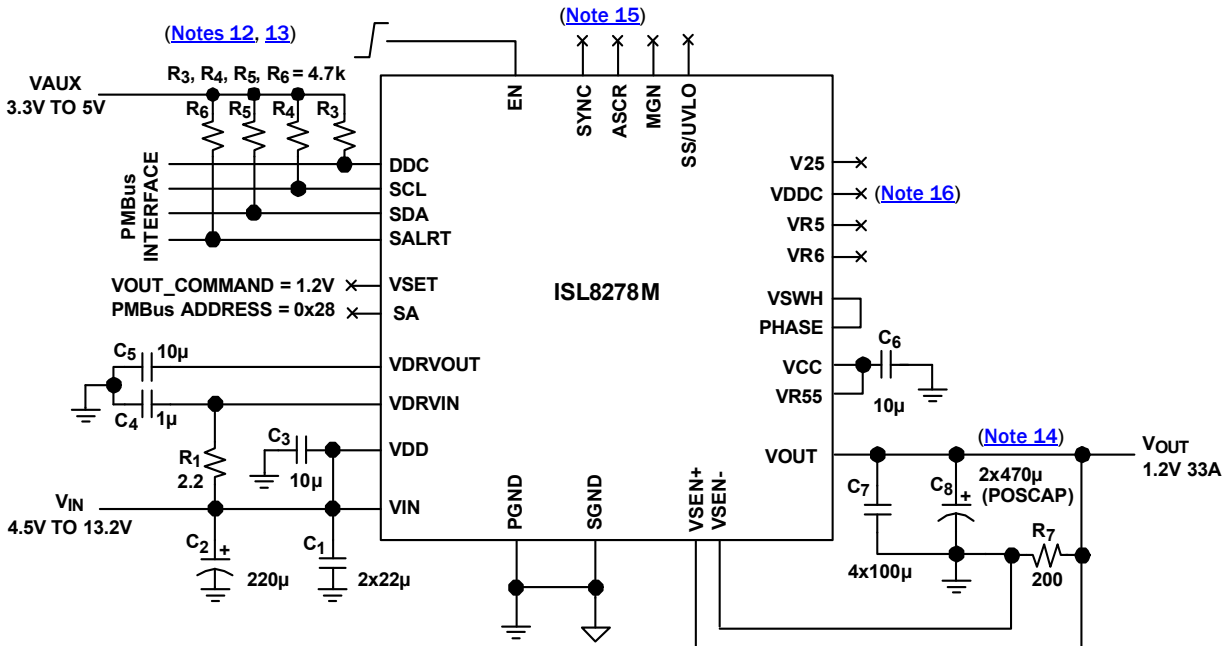 (Note 15)
(Notes 12, 13)
R3, R4, R5, R6 = 4.7k
VAUX
3.3V TO 5V
R6
R5
R4
R3
EN
SYNC
ASCR
MGN
SS/UVLO
PMBus
INTERFACE
DDC
SCL
SDA
SALRT
V25
VDDC
(Note 16)
VR5
VR6
VOUT_COMMAND = 1.2V
VSET
PMBus ADDRESS = 0x28
SA
ISL8278M
VSWH
PHASE
C5
10µ
VDRVOUT
C4
1µ
VDRVIN
VCC
VR55
C6
10µ
R1
2.2
C3
10µ
VDD
VOUT
(Note 14)
VOUT
1.2V 33A
VIN
4.5V TO 13.2V
VIN
PGND
SGND
VSEN+
VSEN-
C7
4x100µ
C8
+
2x470µ
(POSCAP)
R7
200
C2
+
220µ
C1
2x22µ